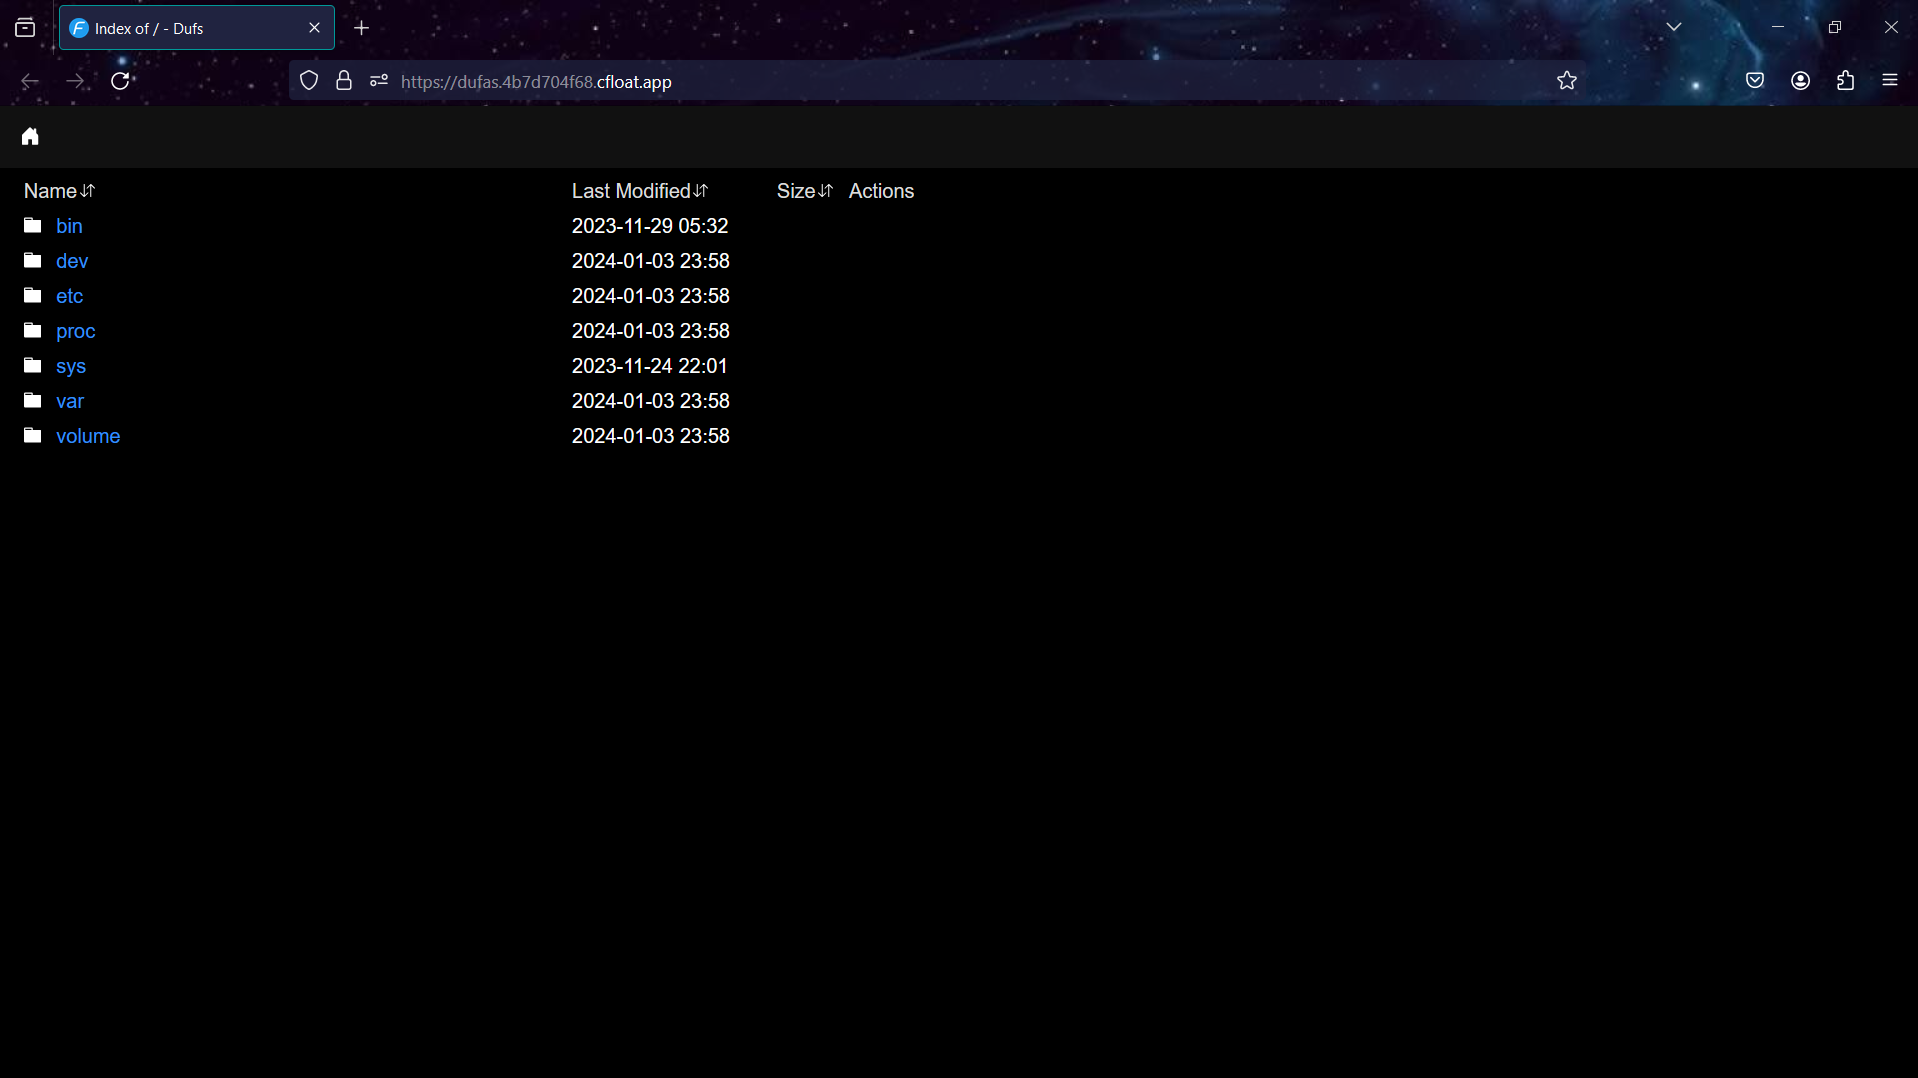 Index of / - Dufs
https://dufas.4b7d704f68.cfloat.app
Name Last Modified Size Actions
bin 2023-11-29 05:32
dev 2024-01-03 23:58
etc 2024-01-03 23:58
proc 2024-01-03 23:58
sys 2023-11-24 22:01
var 2024-01-03 23:58
volume 2024-01-03 23:58